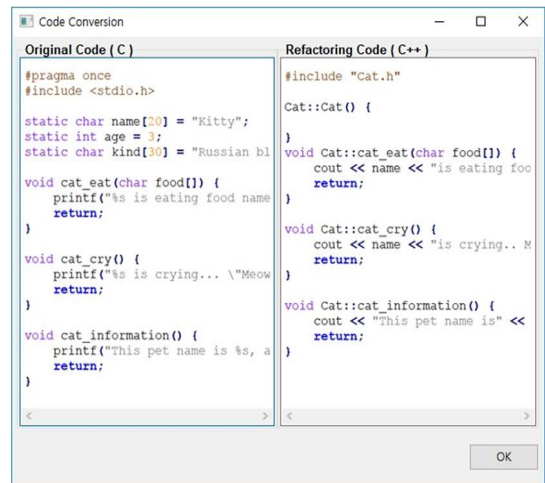 Code Conversion
Original Code ( C )
#pragma once
#include <stdio.h>
static char name[20] = "Kitty";
static int age = 3;
static char kind[30] = "Russian bl
void cat_eat(char food[]) {
printf("%s is eating food name
return;
}
void cat_cry() {
printf("%s is crying... \"Meow
return;
}
void cat_information() {
printf("This pet name is %s, a
return;
}
Refactoring Code ( C++ )
#include "Cat.h"
Cat::Cat() {
}
void Cat::cat_eat(char food[]) {
cout << name << "is eating foo
return;
}
void Cat::cat_cry() {
cout << name << "is crying.. M
return;
}
void Cat::cat_information() {
cout << "This pet name is" <<
return;
}
OK